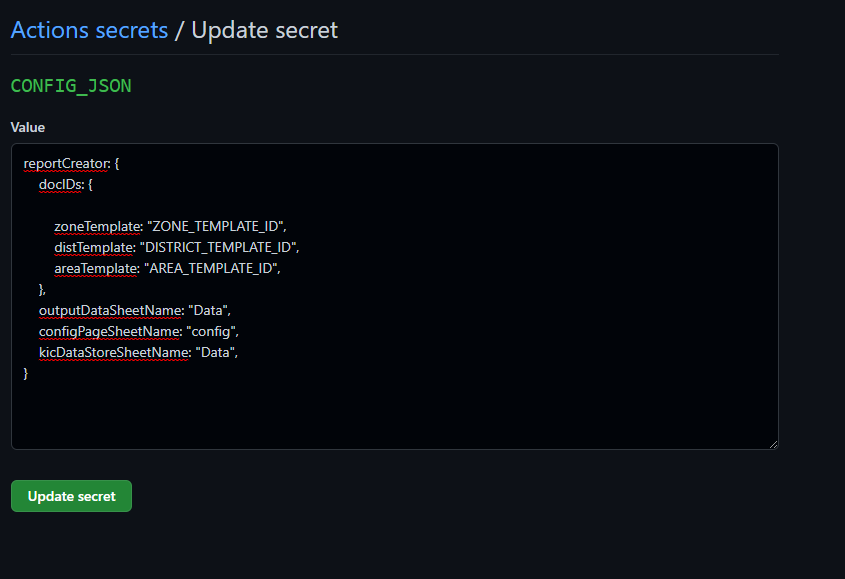 Actions secrets / Update secret
CONFIG_JSON
Value
reportCreator: {
docIDs: {
zoneTemplate: "ZONE_TEMPLATE_ID",
distTemplate: "DISTRICT_TEMPLATE_ID",
areaTemplate: "AREA_TEMPLATE_ID",
},
outputDataSheetName: "Data",
configPageSheetName: "config",
kicDataStoreSheetName: "Data",
}
Update secret